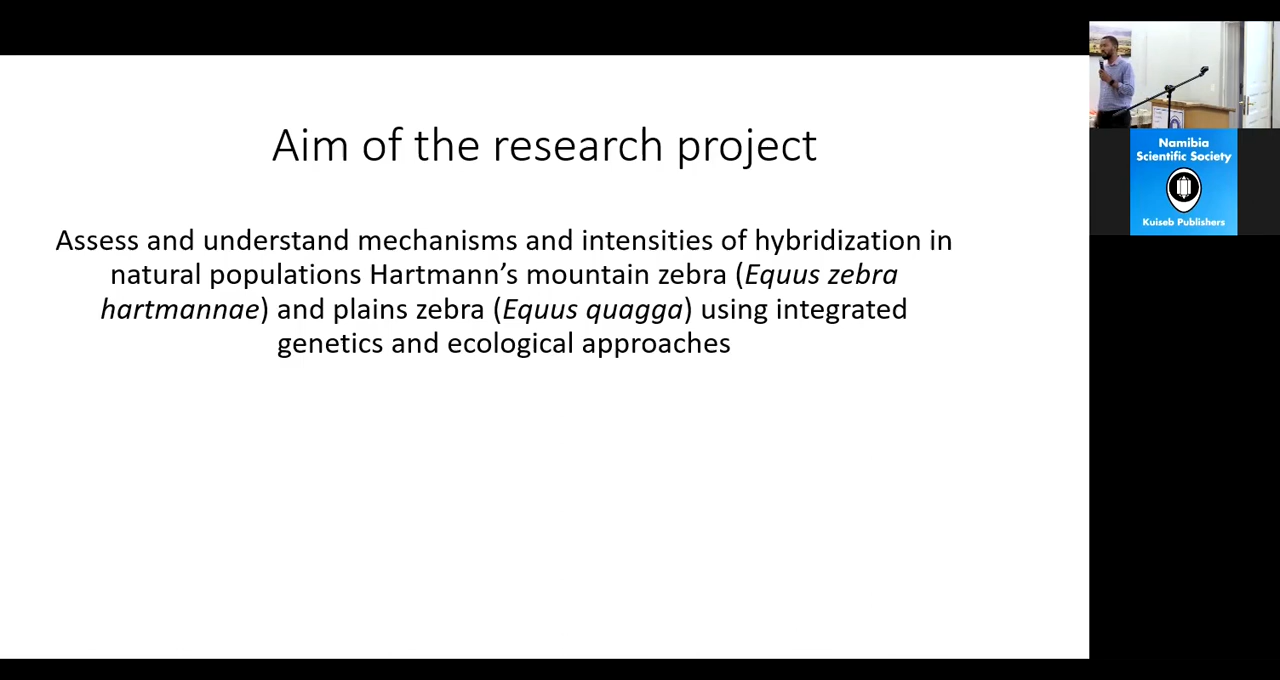 Aim of the research project
Assess and understand mechanisms and intensities of hybridization in
natural populations Hartmann’s mountain zebra (Equus zebra
hartmannae) and plains zebra (Equus quagga) using integrated
genetics and ecological approaches
Namibia
Scientific Society
Kuiseb Publishers